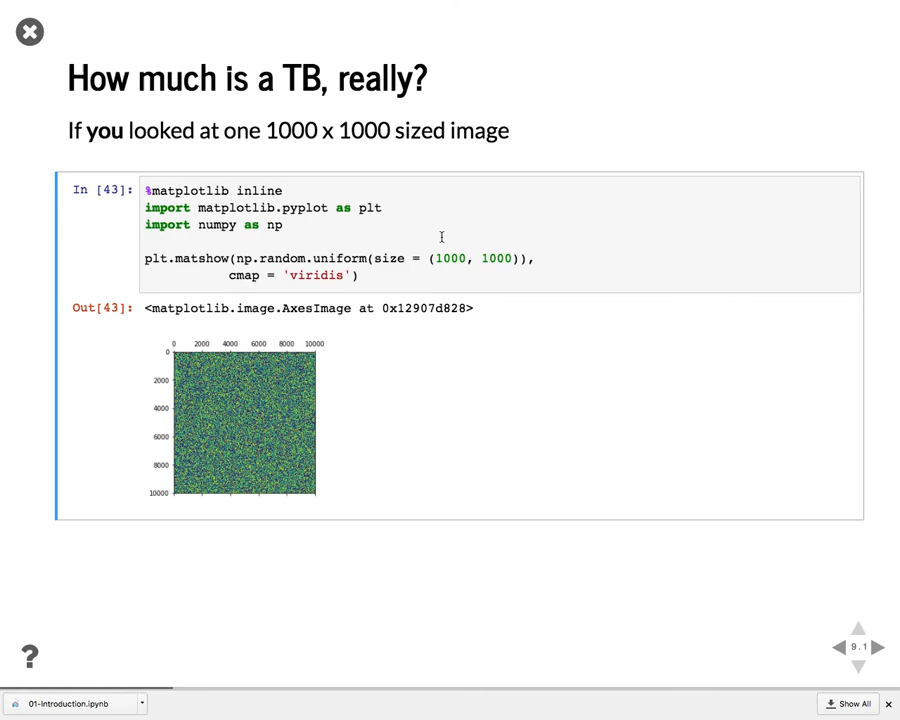 How much is a TB, really?
If you looked at one 1000 x 1000 sized image
In [43]:
%matplotlib inline
import matplotlib.pyplot as plt
import numpy as np
plt.matshow(np.random.uniform(size = (1000, 1000)),
cmap = 'viridis')
Out[43]: <matplotlib.image.AxesImage at 0x12907d828>
0 2000 4000 6000 8000 10000
0
2000
4000
6000
8000
10000
?
9.1
01-Introduction.ipynb
Show All